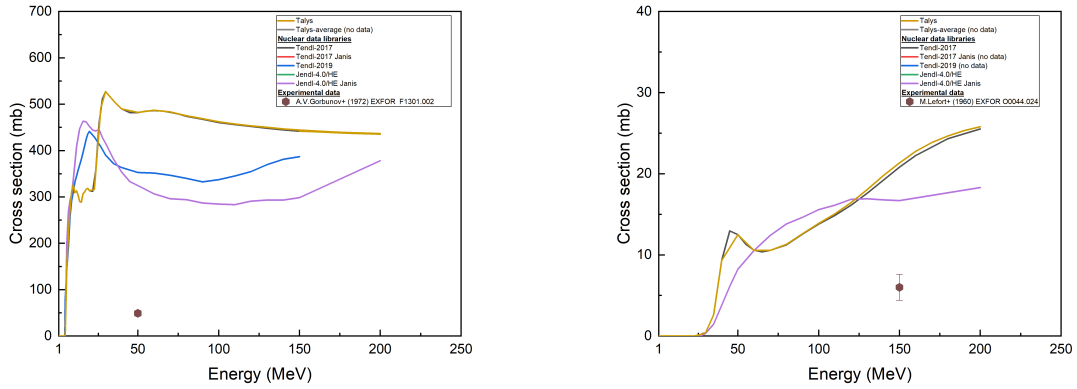 700
600
500
400
300
200
100
0
Cross section (mb)
1
50
100
150
200
250
Energy (MeV)
Talys
Talys-average (no data)
Nuclear data libraries
Tendl-2017
Tendl-2017 Janis
Tendl-2019
Jendl-4.0/HE
Jendl-4.0/HE Janis
Experimental data
A.V.Gorbunov+ (1972) EXFOR F1301.002
40
30
20
10
0
Cross section (mb)
1
50
100
150
200
250
Energy (MeV)
Talys
Talys-average (no data)
Nuclear data libraries
Tendl-2017
Tendl-2017 Janis (no data)
Tendl-2019 (no data)
Jendl-4.0/HE
Jendl-4.0/HE Janis
Experimental data
M.Lefort+ (1960) EXFOR O0044.024